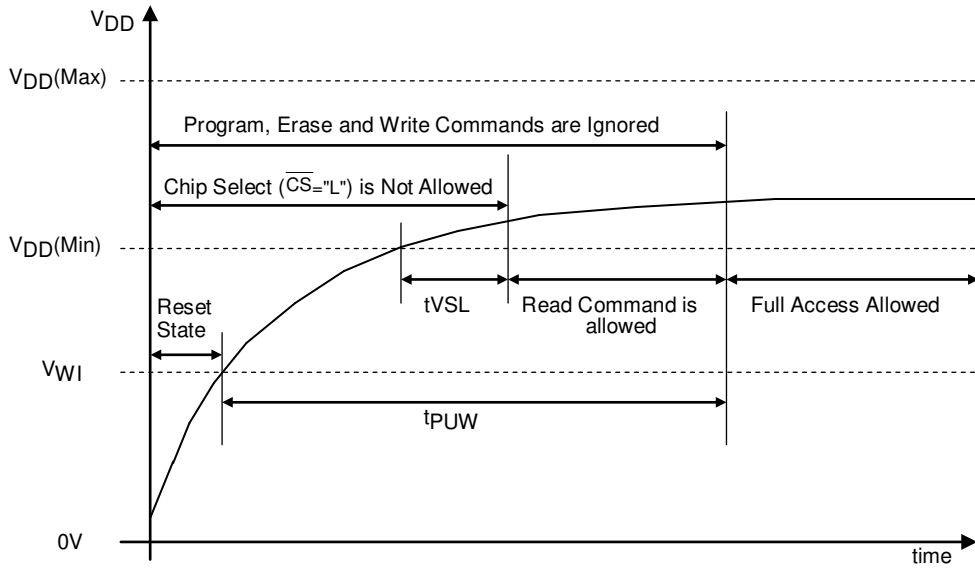 VDD
VDD(Max)
Program, Erase and Write Commands are Ignored
Chip Select (CS="L") is Not Allowed
VDD(Min)
tVSL
Read Command is
allowed
Full Access Allowed
Reset
State
VWI
tPUW
0V
time